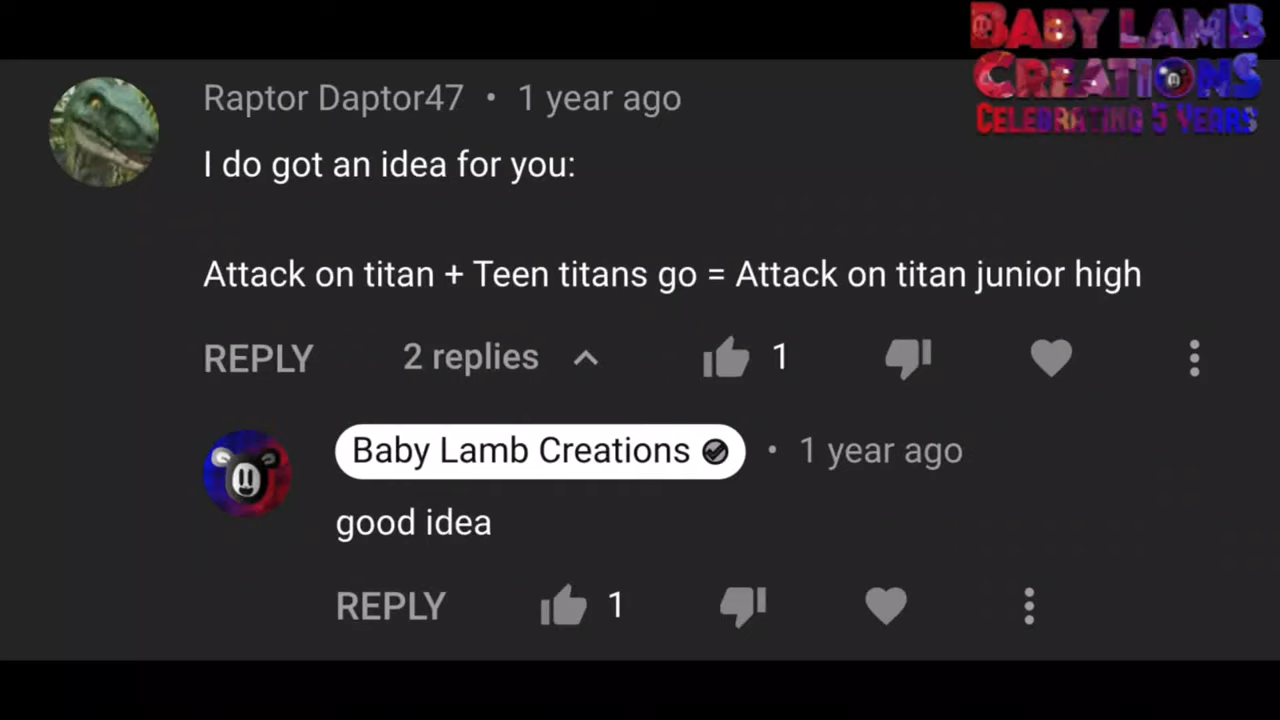 BABY LAMB
CREATIONS
CELEBRATING 5 YEARS
Raptor Daptor47 • 1 year ago
I do got an idea for you:
Attack on titan + Teen titans go = Attack on titan junior high
REPLY 2 replies 1
Baby Lamb Creations • 1 year ago
good idea
REPLY 1